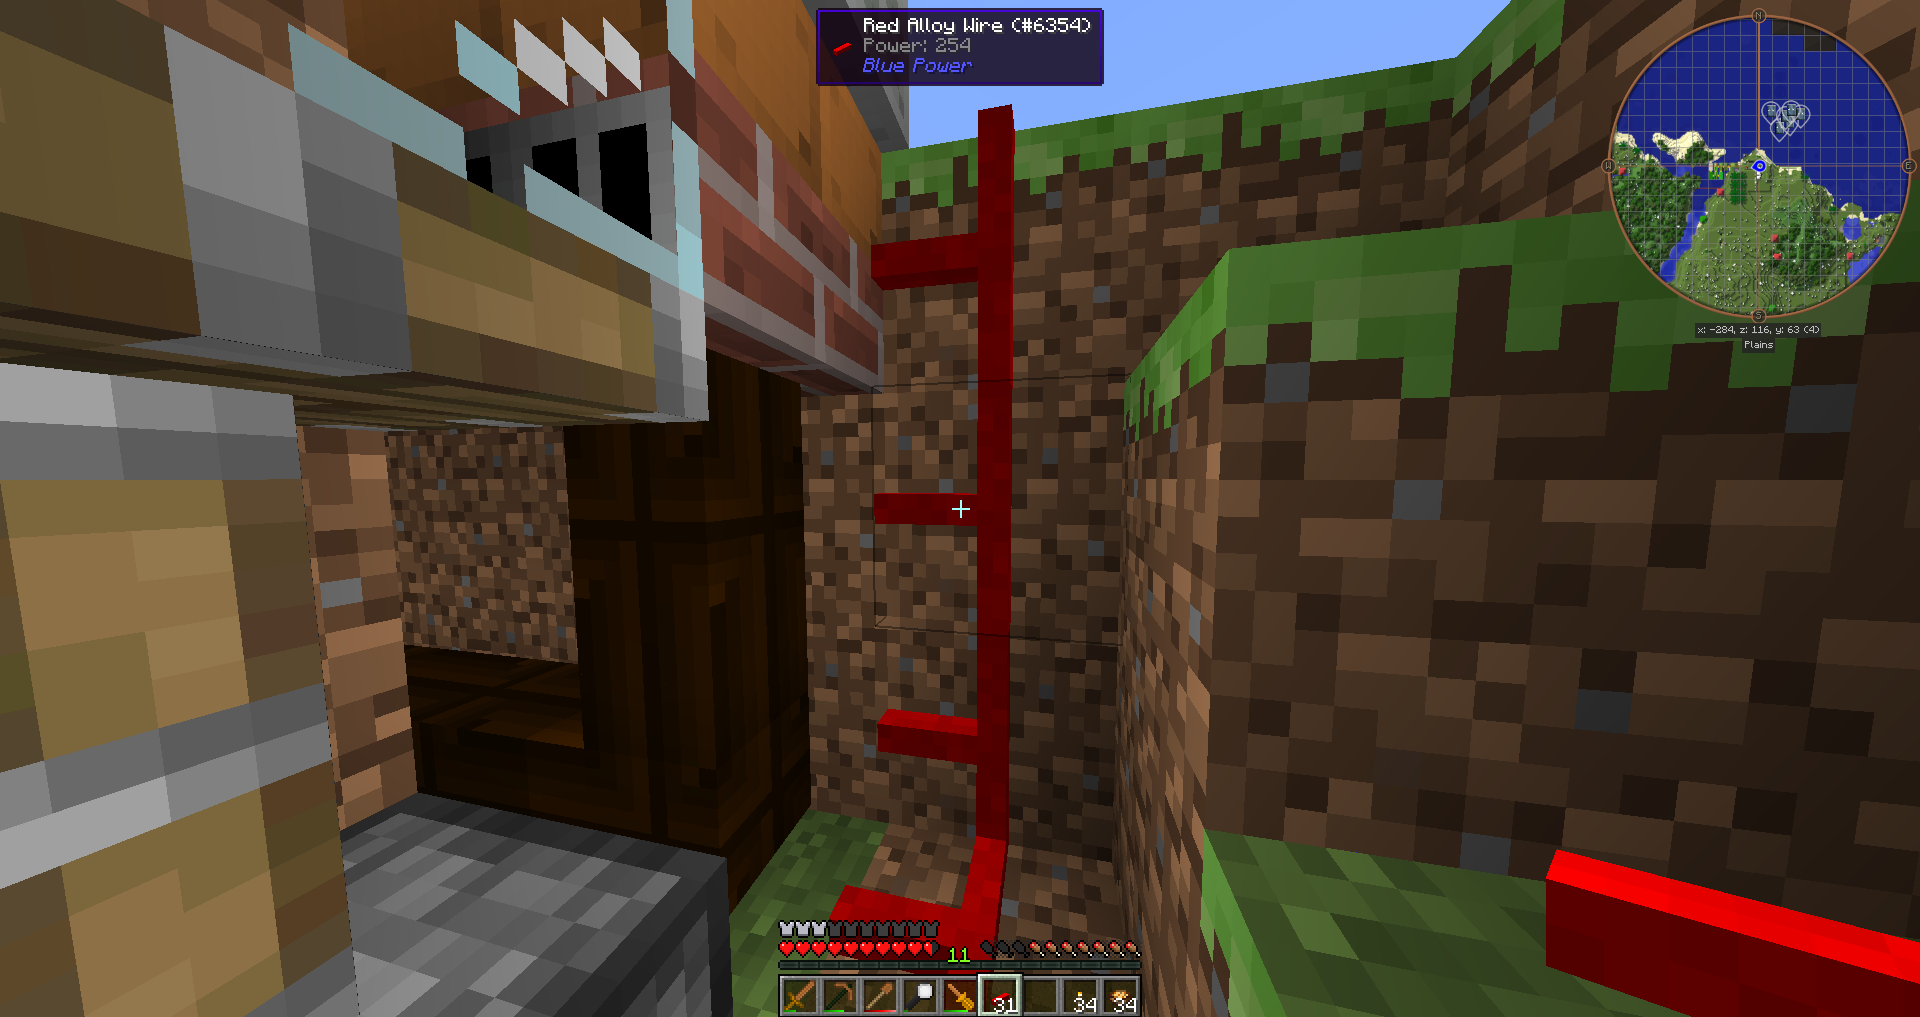 Red Alloy Wire (#6354)
Power: 254
Blue Power
N
W
E
S
x: -284, z: 116, y: 63 (4)
Plains
11
31
34
34